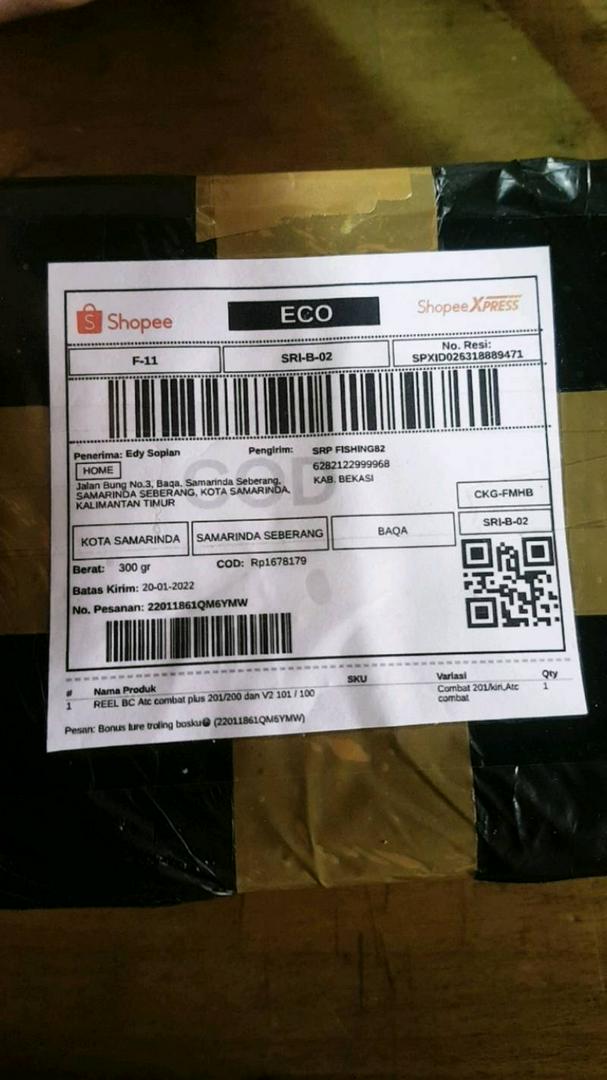 Shopee
ECO
Shopee XPRESS
F-11
SRI-B-02
No. Resi:
SPXID026318889471
COD
Penerima: Edy Sopian
Pengirim: SRP FISHING82
HOME
6282122999968
KAB. BEKASI
Jalan Bung No.3, Baqa, Samarinda Seberang,
SAMARINDA SEBERANG, KOTA SAMARINDA,
KALIMANTAN TIMUR
CKG-FMHB
KOTA SAMARINDA
SAMARINDA SEBERANG
BAQA
SRI-B-02
Berat: 300 gr
COD: Rp1678179
Batas Kirim: 20-01-2022
No. Pesanan: 22011861QM6YMW
# Nama Produk SKU Variasi Qty
1 REEL BC Atc combat plus 201/200 dan V2 101 / 100 Combat 201/kiri,Atc 1
combat
Pesan: Bonus lure troling bosku😁 (22011861QM6YMW)